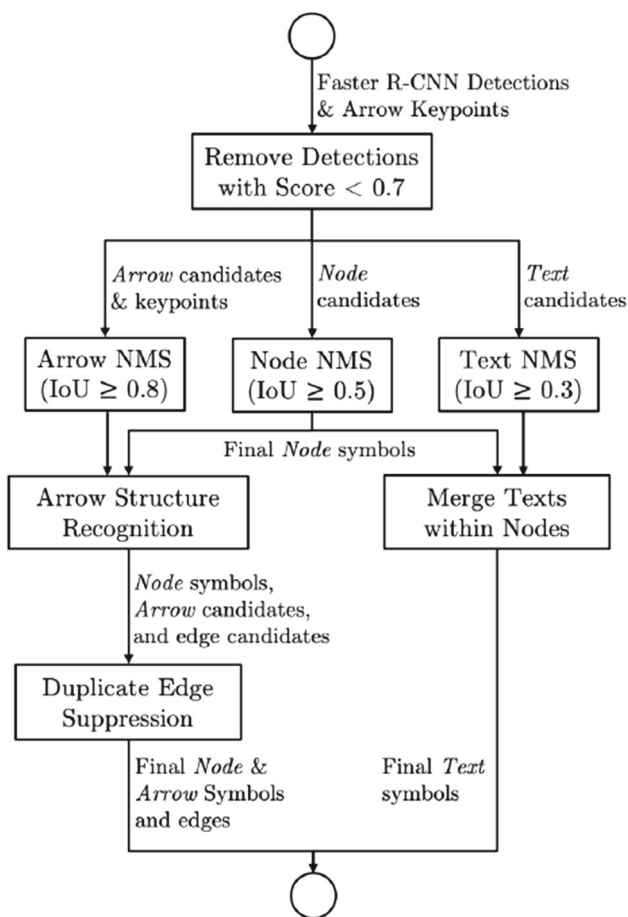 Faster R-CNN Detections
& Arrow Keypoints
Remove Detections
with Score < 0.7
Arrow candidates
& keypoints
Node
candidates
Text
candidates
Arrow NMS
(IoU ≥ 0.8)
Node NMS
(IoU ≥ 0.5)
Text NMS
(IoU ≥ 0.3)
Final Node symbols
Arrow Structure
Recognition
Merge Texts
within Nodes
Node symbols,
Arrow candidates,
and edge candidates
Duplicate Edge
Suppression
Final Node &
Arrow Symbols
and edges
Final Text
symbols